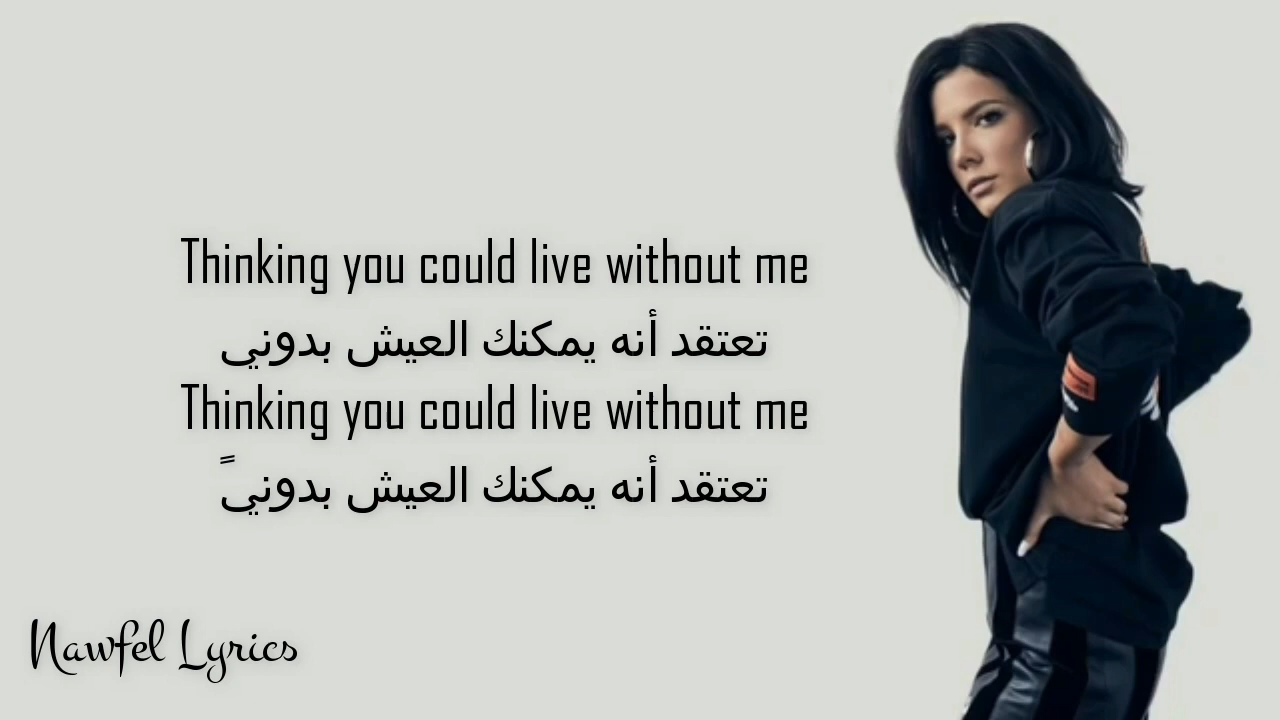 Thinking you could live without me
تعتقد أنه يمكنك العيش بدوني
Thinking you could live without me
تعتقد أنه يمكنك العيش بدونيً
Nawfel Lyrics